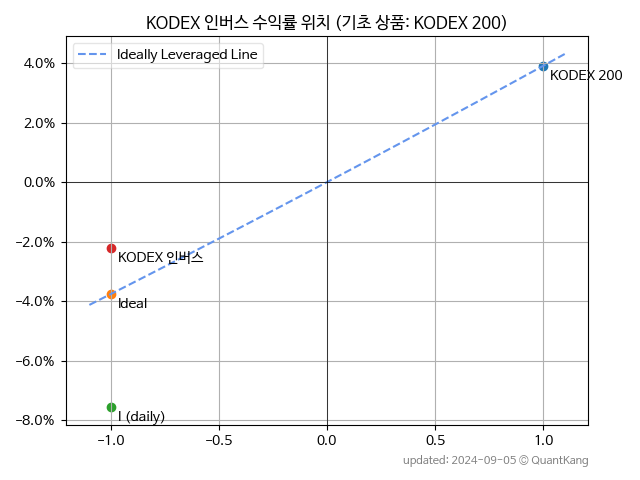 KODEX 인버스 수익률 위치 (기초 상품: KODEX 200)
Ideally Leveraged Line
4.0%
KODEX 200
2.0%
0.0%
−2.0%
KODEX 인버스
−4.0%
Ideal
−6.0%
−8.0%
I (daily)
−1.0 −0.5 0.0 0.5 1.0
updated: 2024-09-05 © QuantKang